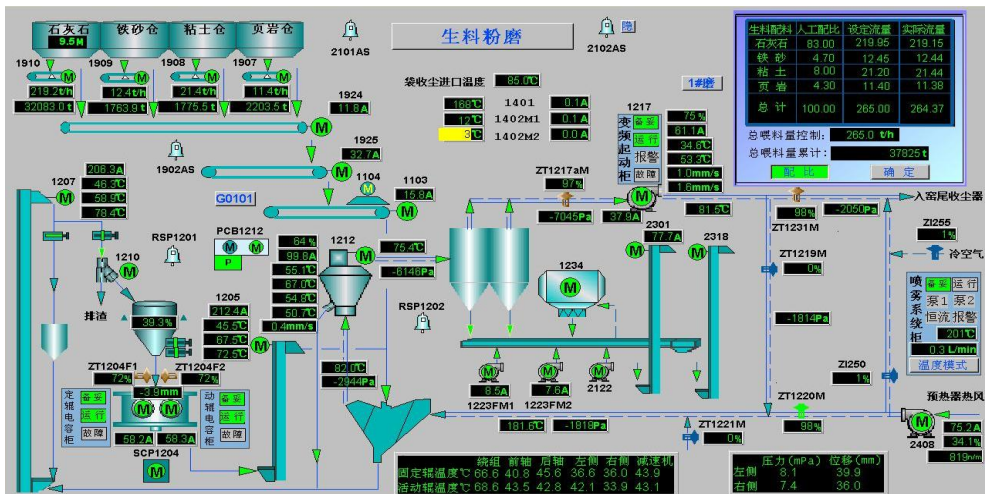 石灰石 铁砂仓 粘土仓 页岩仓
9.5M
1910 1909 1908 1907
M M M M
219.2t/h 12.4t/h 21.4t/h 11.4t/h
32083.0 t 1763.9 t 1775.5 t 2203.5 t
2101AS
生料粉磨
2102AS
隐
袋收尘进口温度 85.0℃
168℃ 1401 0.1A
12℃ 1402M1 0.1A
3℃ 1402M2 0.0A
1#磨
生料配料 人工配比 设定流量 实际流量
石灰石 83.00 219.95 219.15
铁 砂 4.70 12.45 12.44
粘 土 8.00 21.20 21.44
页 岩 4.30 11.40 11.38
总 计 100.00 265.00 264.37
总喂料量控制: 265.0 t/h
总喂料量累计: 37825 t
配 比 确 定
1924
M 11.8A
1925
M 32.7A
1902AS
1104
M
1103
M 15.8A
G0101
1207
M
208.3A
46.3℃
58.9℃
78.4℃
1210
M
排渣
RSP1201
PCB1212
M M
P
64 %
99.8A
55.1℃
67.0℃
54.8℃
50.7℃
0.4mm/s
1212
M
75.4℃
-6146Pa
1205
212.4A
45.5℃
67.5℃
72.5℃
M
39.3%
ZT1204F1 ZT1204F2
72% 72%
-3.9mm
定辊电容柜
备妥
运行
故障
M M
动辊电容柜
备妥
运行
故障
58.2A 58.3A
SCP1204
M
82.0℃
-2944Pa
RSP1202
ZT1217aM
97%
-7045Pa
变频起动柜
1217
备妥
运行
报警
故障
75 %
61.1A
34.6℃
53.3℃
1.0mm/s
1.6mm/s
M
37.9A
81.5℃
2301
77.7A
M
2318
M
1234
M
M M M
8.5A 7.6A 2122
1223FM1 1223FM2
98% -2050Pa
ZT1231M
入窑尾收尘器
ZI255
1%
冷空气
ZT1219M
0%
-1814Pa
喷雾系统柜
备妥 运行
泵1 泵2
恒流 报警
201℃
0.3 L/min
温度模式
ZI250
1%
预热器热风
ZT1220M
98%
ZT1221M
0%
181.6℃ -1818Pa
M
2408
75.2A
34.1%
819r/m
绕组 前轴 后轴 左侧 右侧 减速机
固定辊温度℃ 66.6 40.8 45.6 36.6 36.0 43.9
活动辊温度℃ 68.6 43.5 42.8 42.1 33.9 43.1
压力(mPa) 位移(mm)
左侧 8.1 39.9
右侧 7.4 36.0